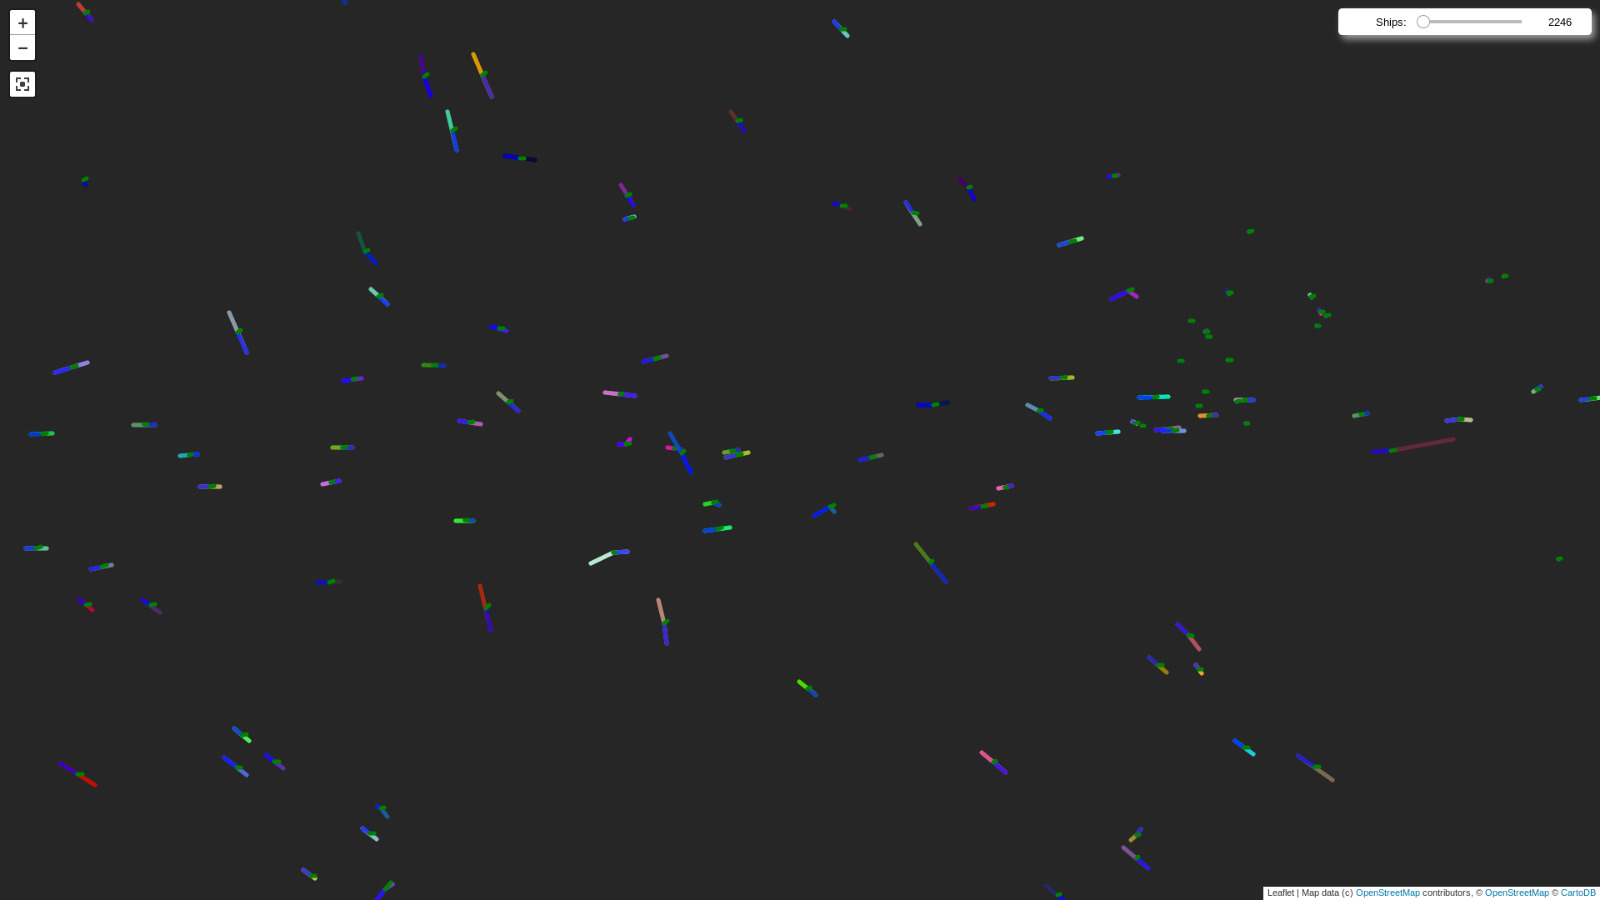 +
−
Ships: 2246
Leaflet | Map data (c) OpenStreetMap contributors, © OpenStreetMap © CartoDB